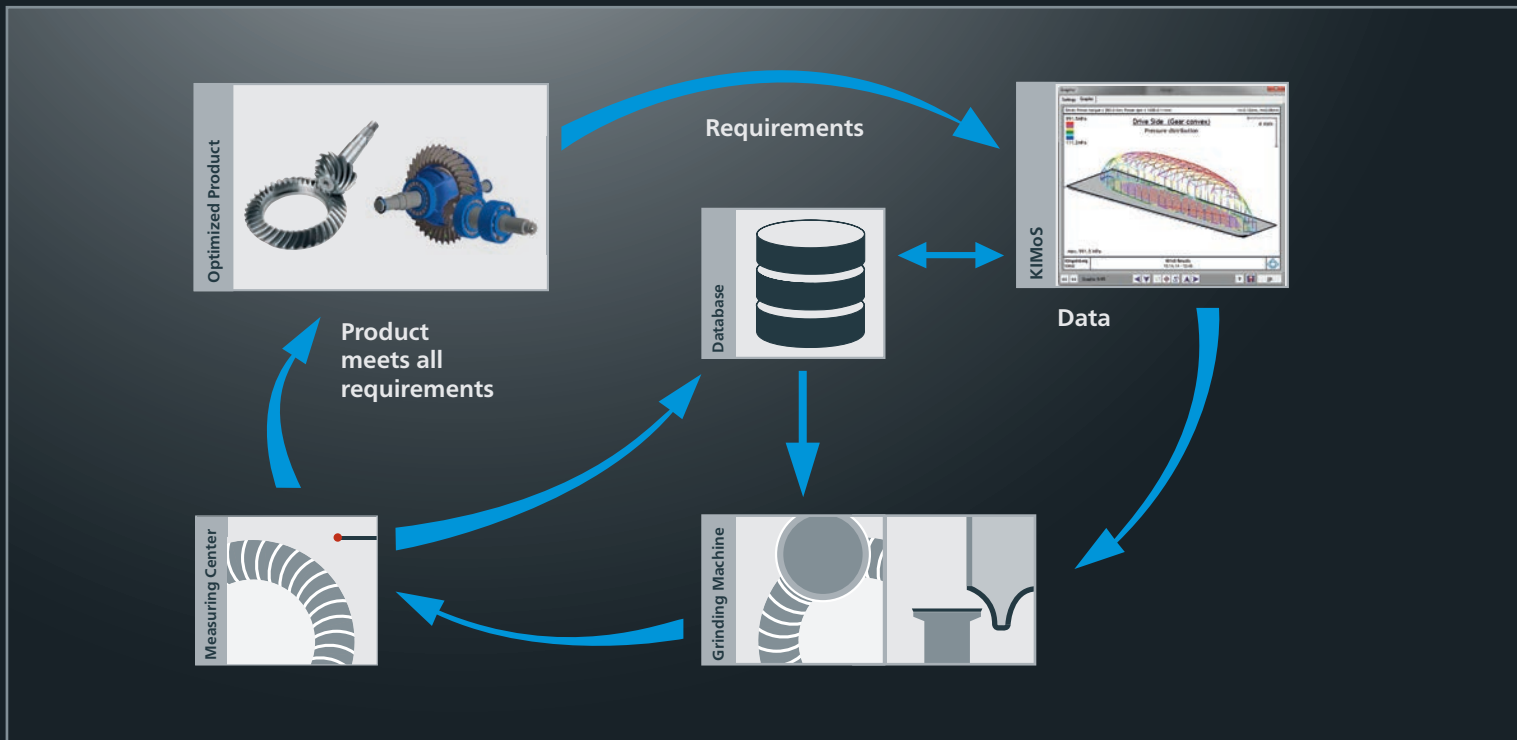 Optimized Product
Requirements
KIMoS
Drive Side (Gear convex)
Pressure distribution
Database
Data
Product
meets all
requirements
Measuring Center
Grinding Machine